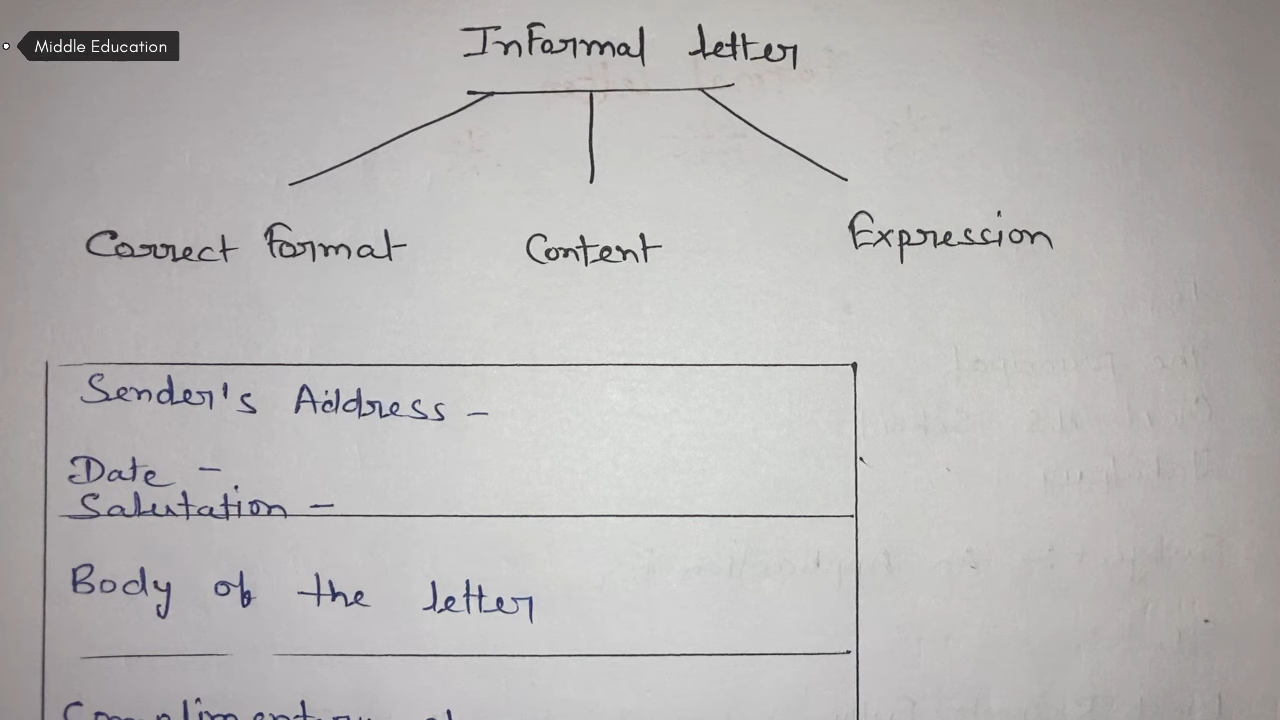 Middle Education
Informal letter
Correct Format Content Expression
Sender's Address -
Date -
Salutation -
Body of the letter